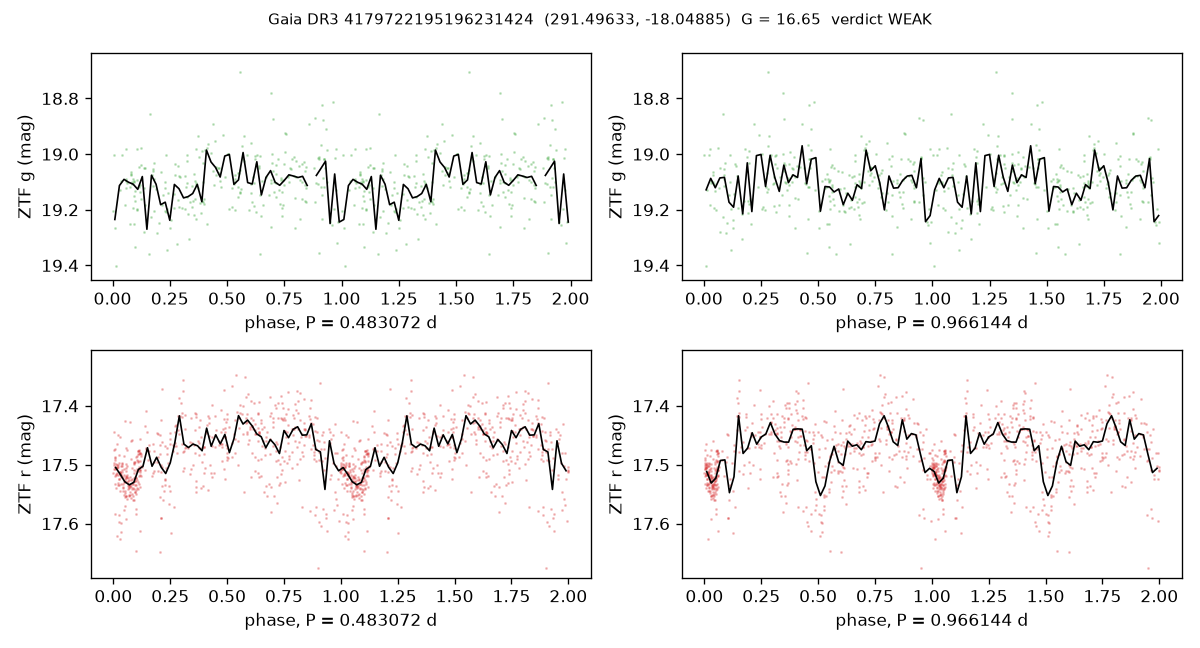 Gaia DR3 4179722195196231424  (291.49633, -18.04885)  G = 16.65  verdict WEAK
ZTF g (mag)
18.8
19.0
19.2
19.4
0.00 0.25 0.50 0.75 1.00 1.25 1.50 1.75 2.00
phase, P = 0.483072 d
ZTF g (mag)
18.8
19.0
19.2
19.4
0.00 0.25 0.50 0.75 1.00 1.25 1.50 1.75 2.00
phase, P = 0.966144 d
ZTF r (mag)
17.4
17.5
17.6
0.00 0.25 0.50 0.75 1.00 1.25 1.50 1.75 2.00
phase, P = 0.483072 d
ZTF r (mag)
17.4
17.5
17.6
0.00 0.25 0.50 0.75 1.00 1.25 1.50 1.75 2.00
phase, P = 0.966144 d